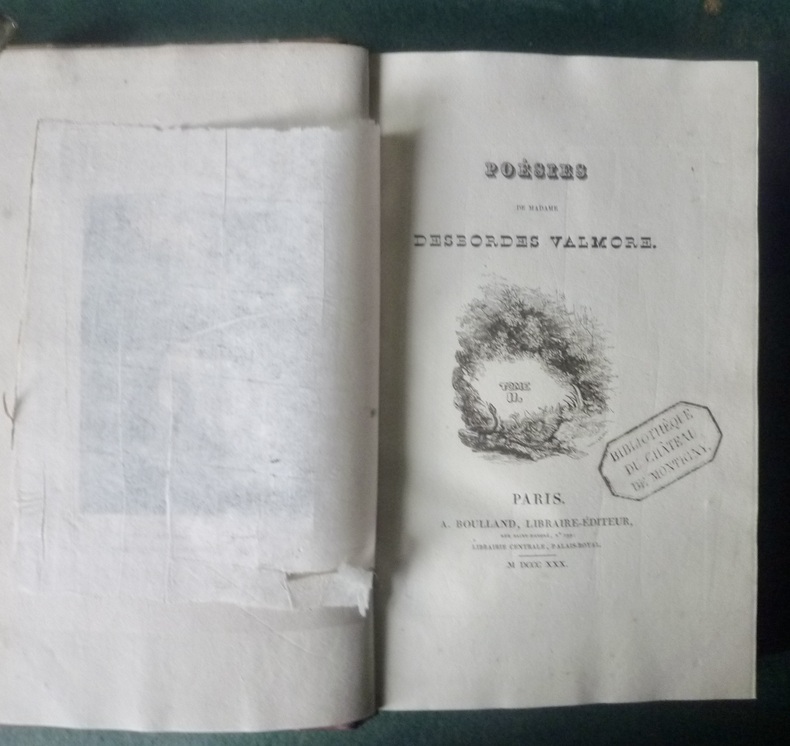 POÉSIES
DE MADAME
DESBORDES VALMORE.
TOME
II.
BIBLIOTHÈQUE
DU CHÂTEAU
DE MONTIGNY.
PARIS.
A. BOULLAND, LIBRAIRE-ÉDITEUR,
LIBRAIRIE CENTRALE, PALAIS-ROYAL.
M DCCC XXX.